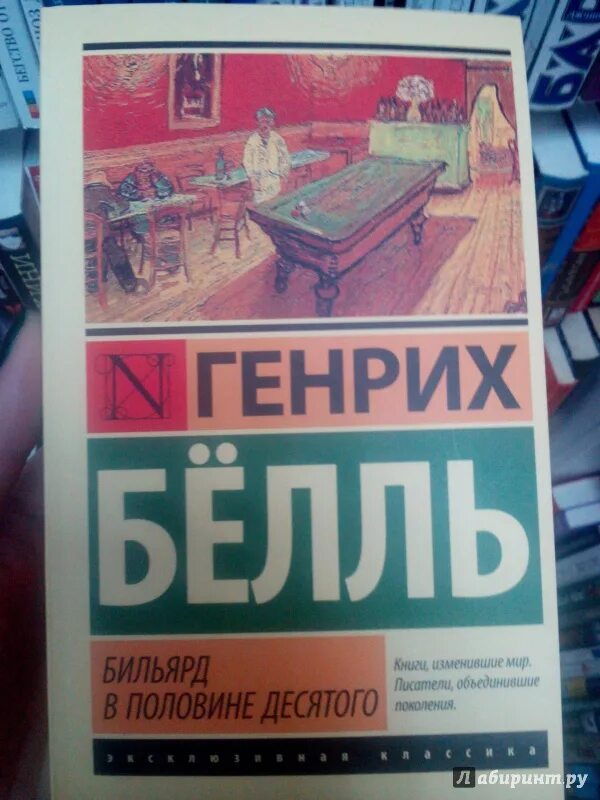 N
ГЕНРИХ
БЁЛЛЬ
БИЛЬЯРД
В ПОЛОВИНЕ ДЕСЯТОГО
Книги, изменившие мир.
Писатели, объединившие
поколения.
эксклюзивная классика
Лабиринт.ру